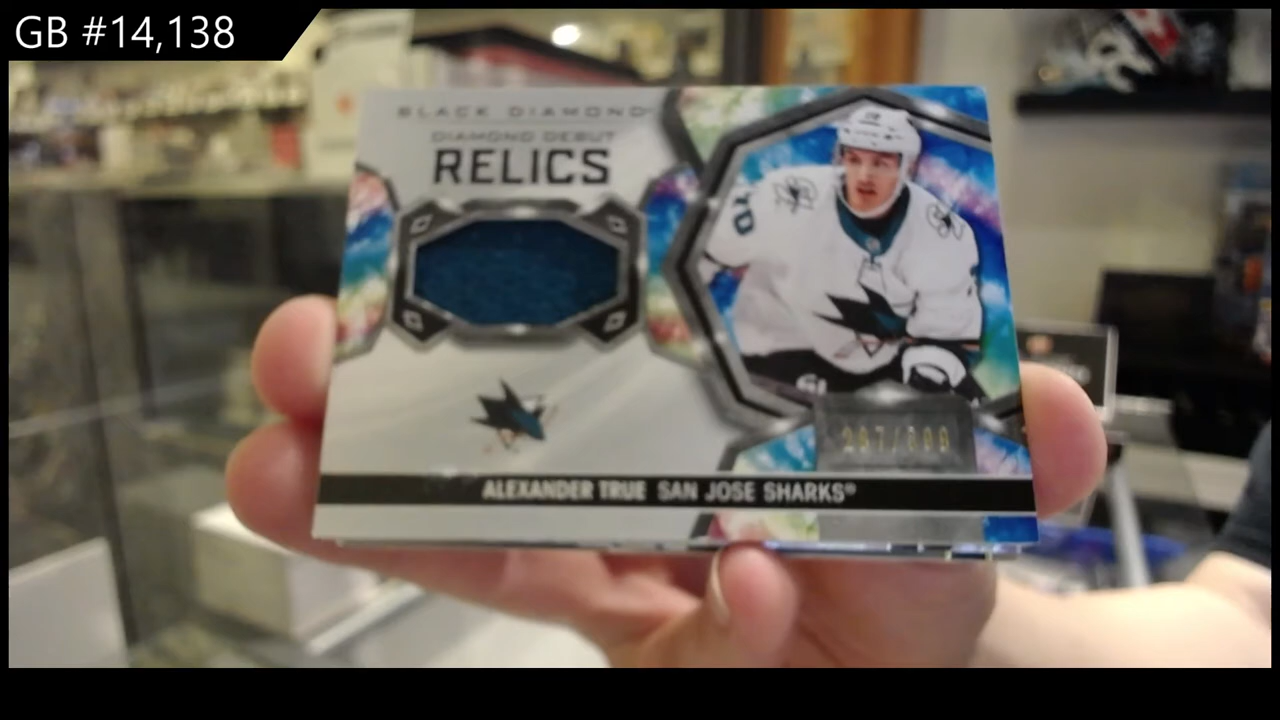 GB #14,138
BLACK DIAMOND
DIAMOND DEBUT
RELICS
ALEXANDER TRUE SAN JOSE SHARKS®